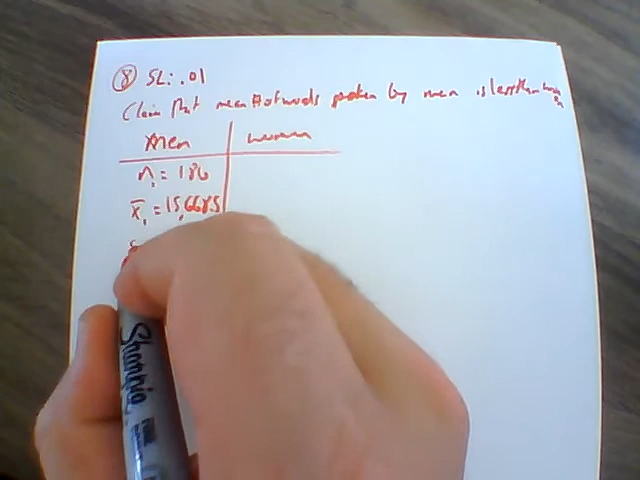 ⑧ SL: .01
Claim that mean # of words spoken by men is less than
men women
n₁ = 186
x̄₁ = 15,668.5
s
Sharpie